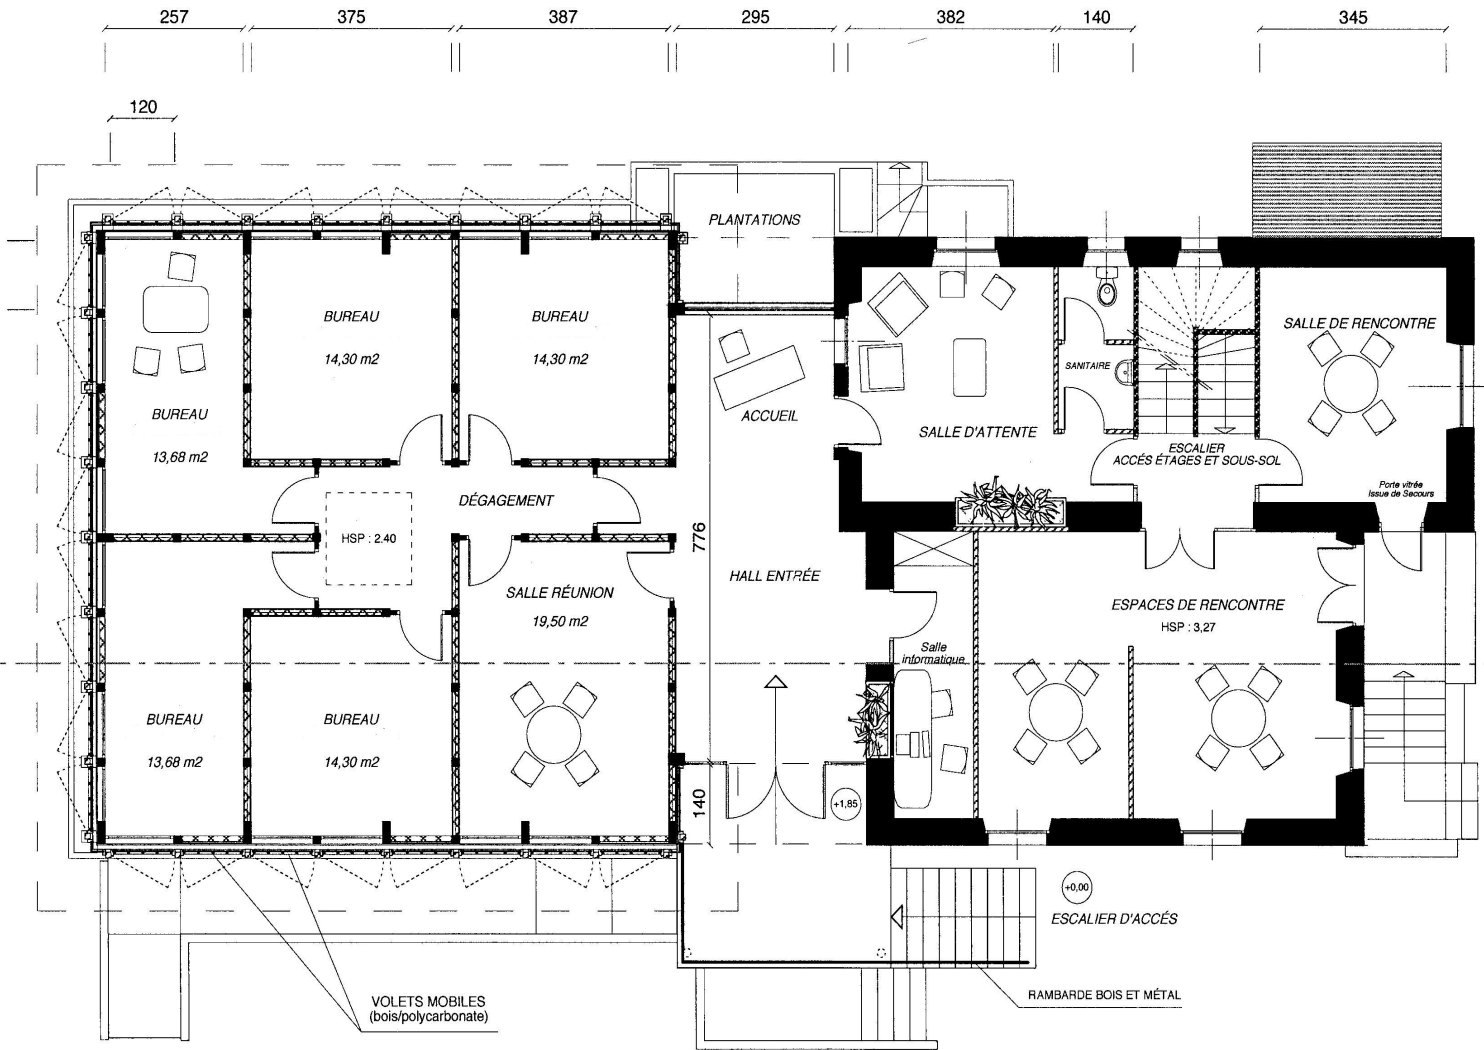 257
375
387
295
382
140
345
120
PLANTATIONS
BUREAU
14,30 m2
BUREAU
14,30 m2
SALLE DE RENCONTRE
SANITAIRE
BUREAU
13,68 m2
ACCUEIL
SALLE D'ATTENTE
ESCALIER
ACCÉS ÉTAGES ET SOUS-SOL
Porte vitrée
Issue de Secours
DÉGAGEMENT
HSP : 2.40
776
HALL ENTRÉE
SALLE RÉUNION
19,50 m2
ESPACES DE RENCONTRE
HSP : 3,27
Salle
informatique
BUREAU
13,68 m2
BUREAU
14,30 m2
140
+1,85
+0,00
ESCALIER D'ACCÉS
VOLETS MOBILES
(bois/polycarbonate)
RAMBARDE BOIS ET MÉTAL